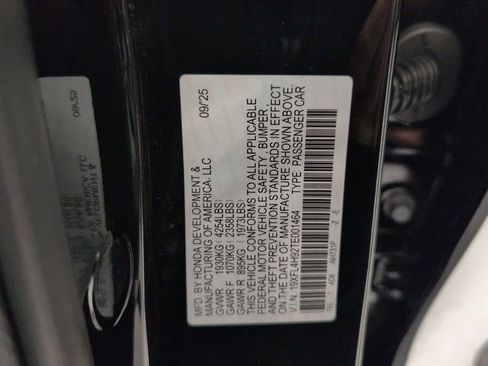 MFD. BY HONDA DEVELOPMENT &
MANUFACTURING OF AMERICA, LLC 09/25
GVWR 1930KG( 4254LBS)
GAWR F 1070KG( 2358LBS)
GAWR R 895KG( 1973LBS)
THIS VEHICLE CONFORMS TO ALL APPLICABLE
FEDERAL MOTOR VEHICLE SAFETY, BUMPER,
AND THEFT PREVENTION STANDARDS IN EFFECT
ON THE DATE OF MANUFACTURE SHOWN ABOVE.
V.I.N. 19XFL4H82TE001464 TYPE: PASSENGER CAR